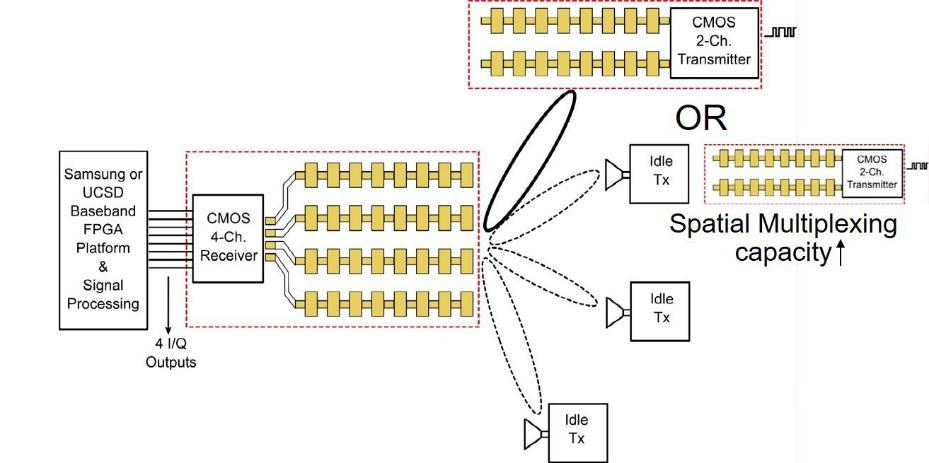 CMOS
2-Ch.
Transmitter
OR
Samsung or
UCSD
Baseband
FPGA
Platform
&
Signal
Processing
CMOS
4-Ch.
Receiver
4 I/Q
Outputs
Idle
Tx
CMOS
2-Ch.
Transmitter
Spatial Multiplexing
capacity↑
Idle
Tx
Idle
Tx